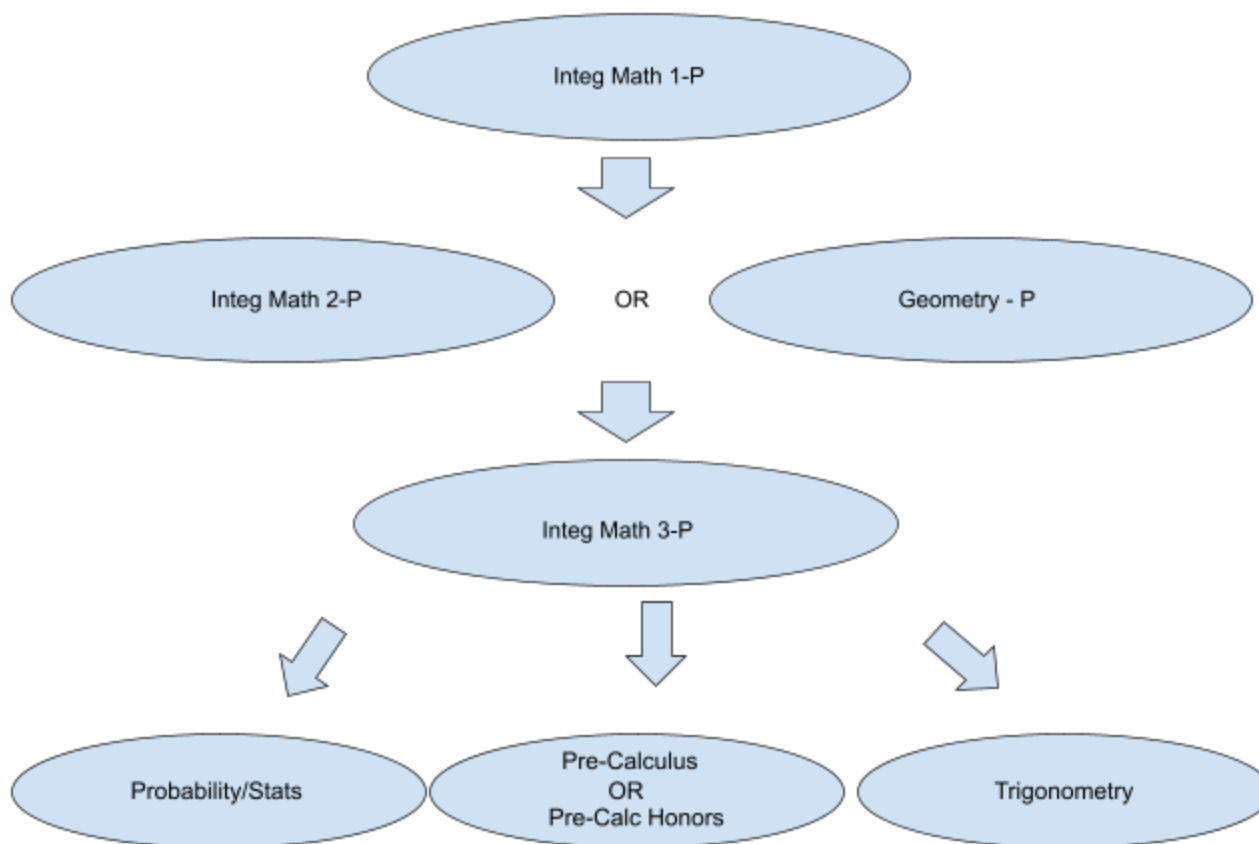 Integ Math 1-P
Integ Math 2-P
OR
Geometry - P
Integ Math 3-P
Probability/Stats
Pre-Calculus
OR
Pre-Calc Honors
Trigonometry